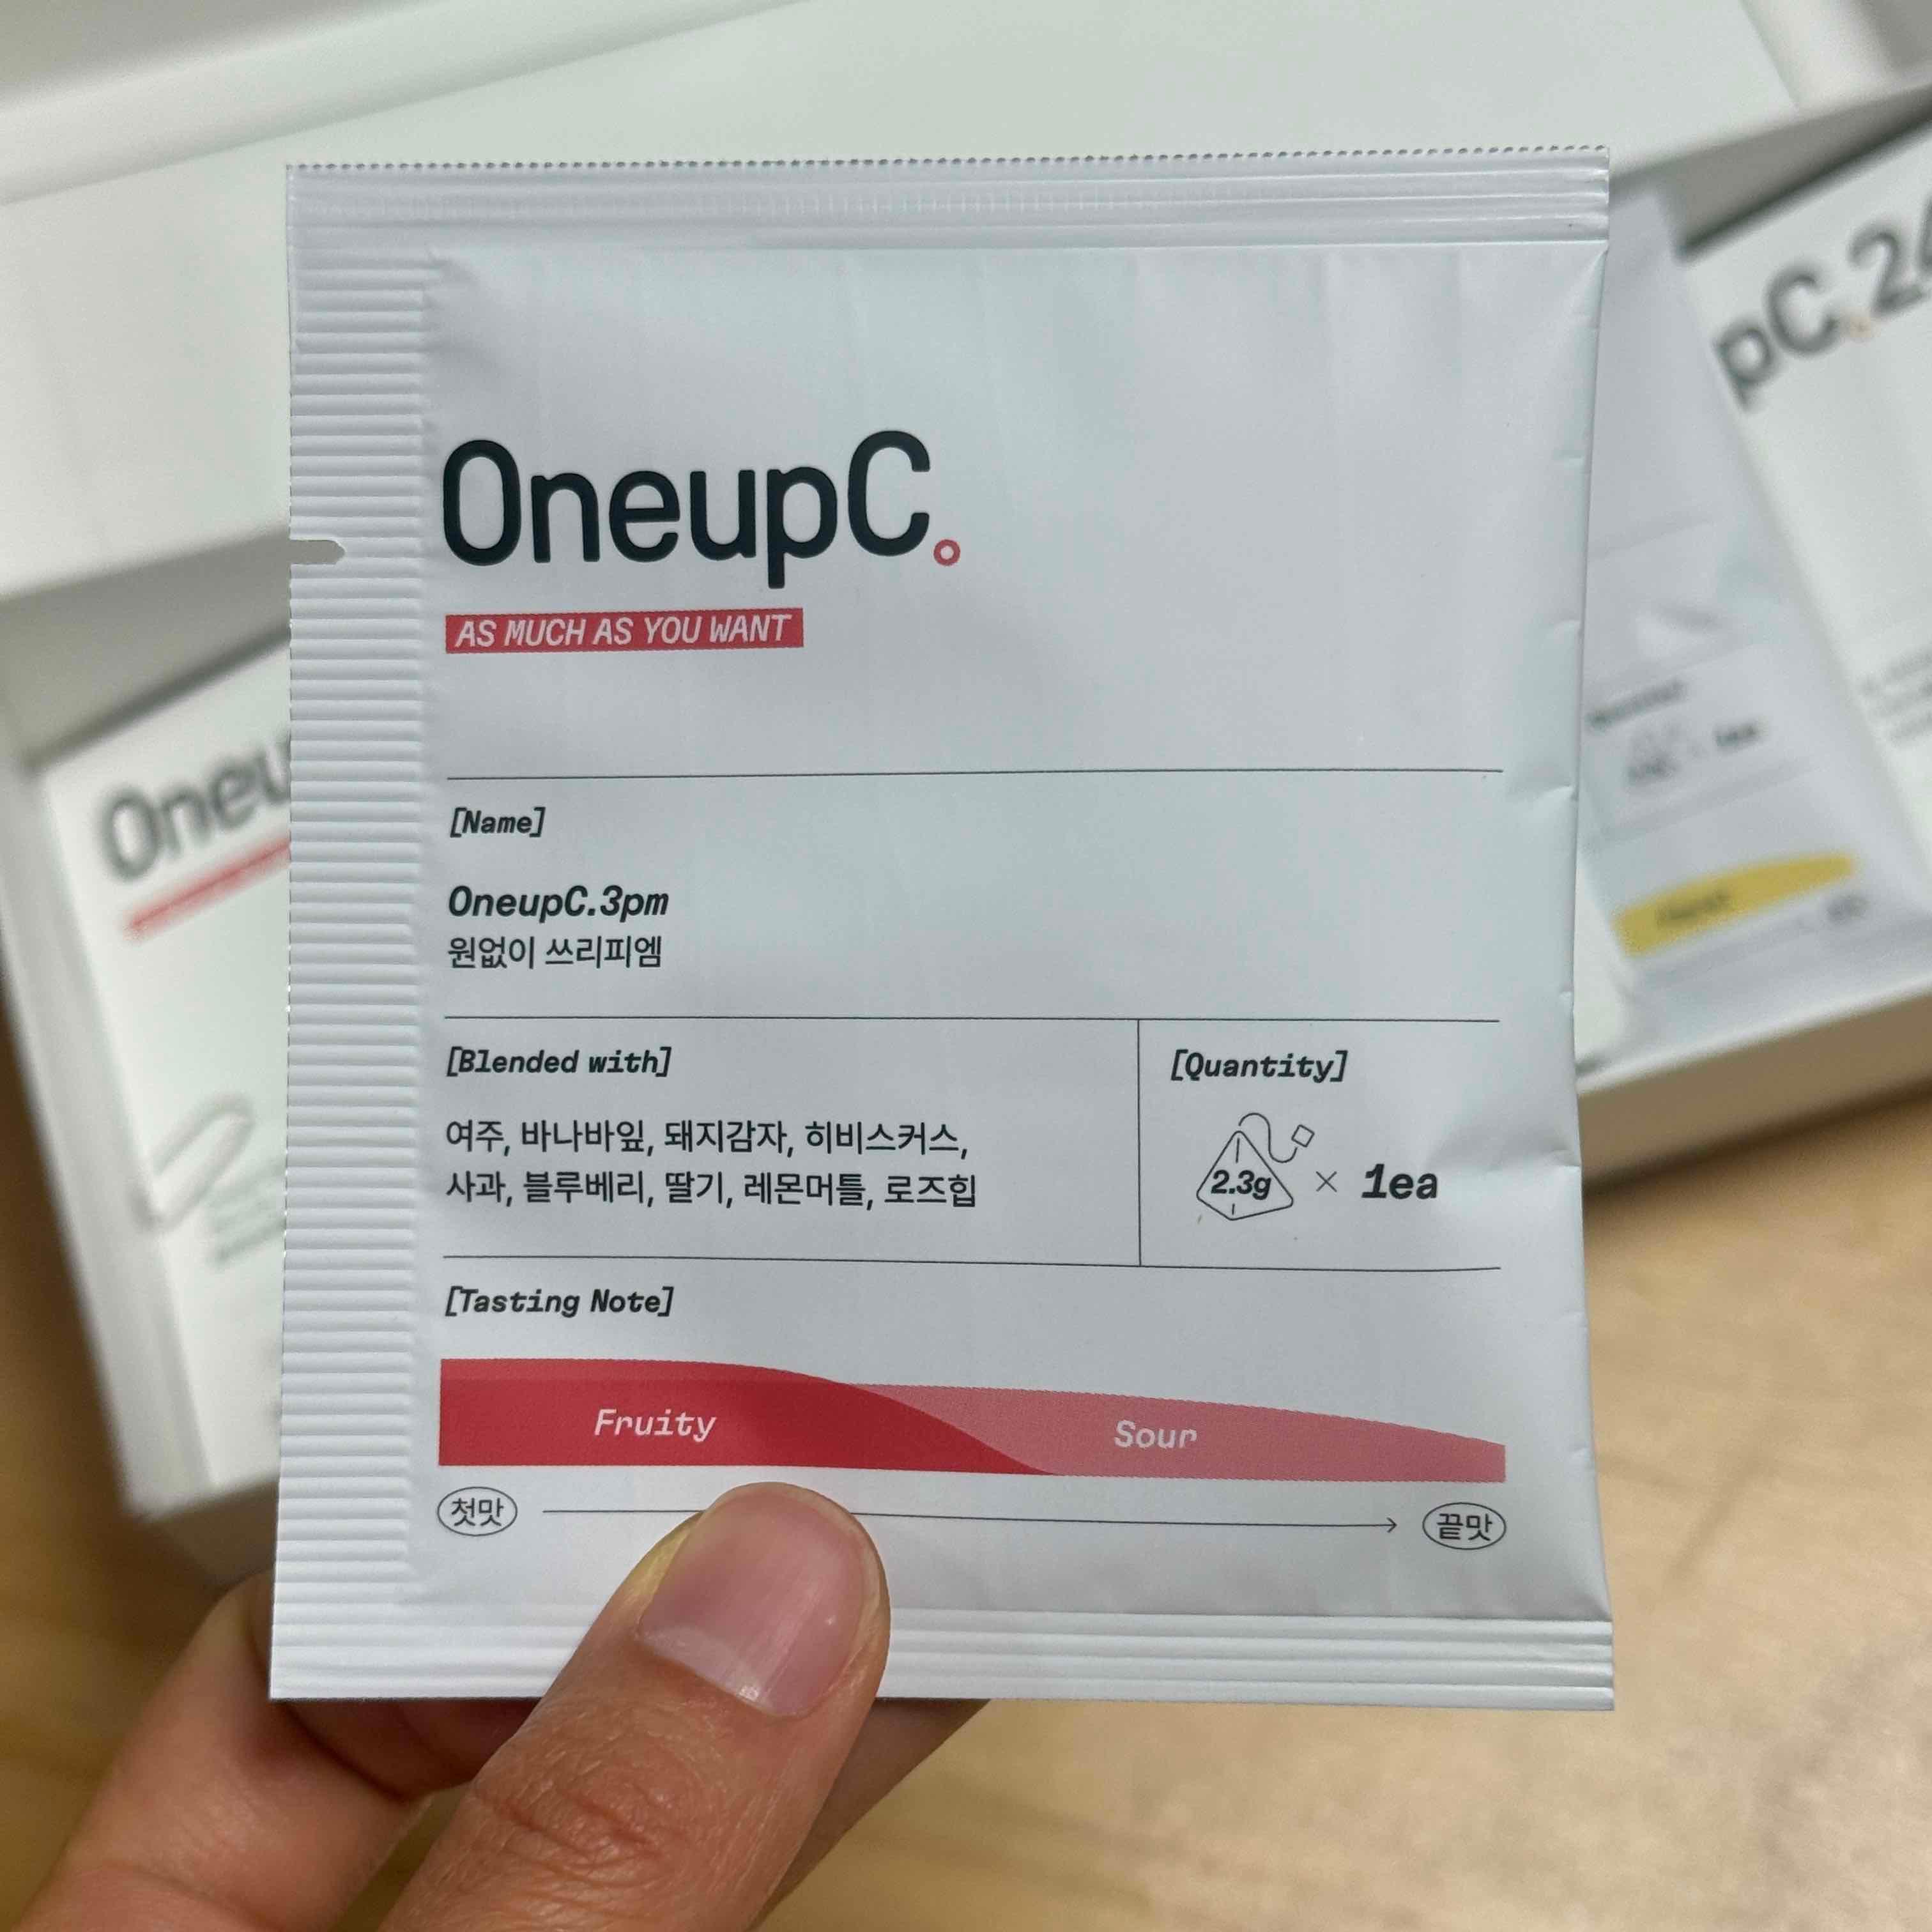 OneupC.
AS MUCH AS YOU WANT
[Name]
OneupC.3pm
원없이 쓰리피엠
[Blended with]
여주, 바나바잎, 돼지감자, 히비스커스,
사과, 블루베리, 딸기, 레몬머틀, 로즈힙
[Quantity]
2.3g × 1ea
[Tasting Note]
Fruity
Sour
첫맛
끝맛
Oneu
pC.24
1ea